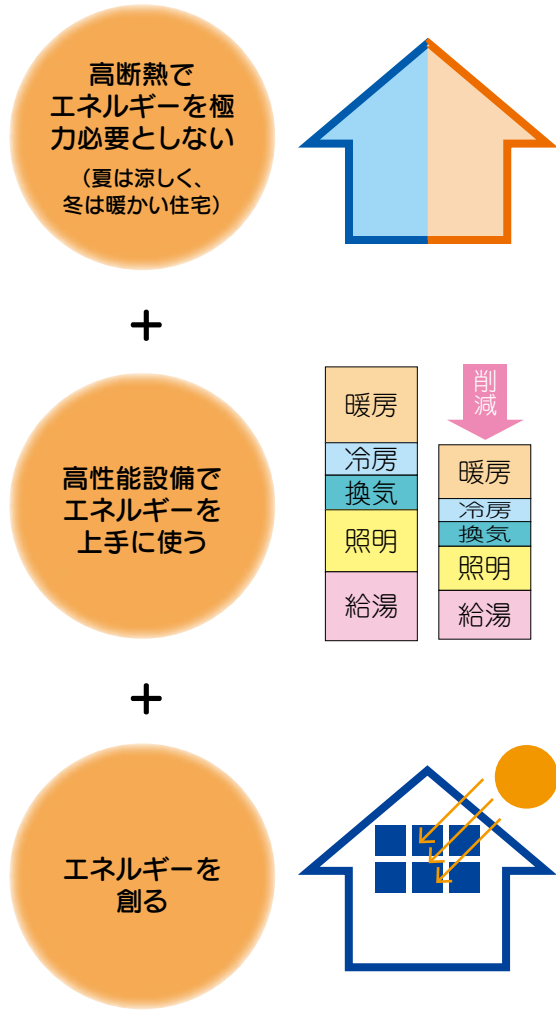 高断熱で
エネルギーを極
力必要としない
(夏は涼しく、
冬は暖かい住宅)
+
高性能設備で
エネルギーを
上手に使う
暖房
冷房
換気
照明
給湯
削
減
暖房
冷房
換気
照明
給湯
+
エネルギーを
創る